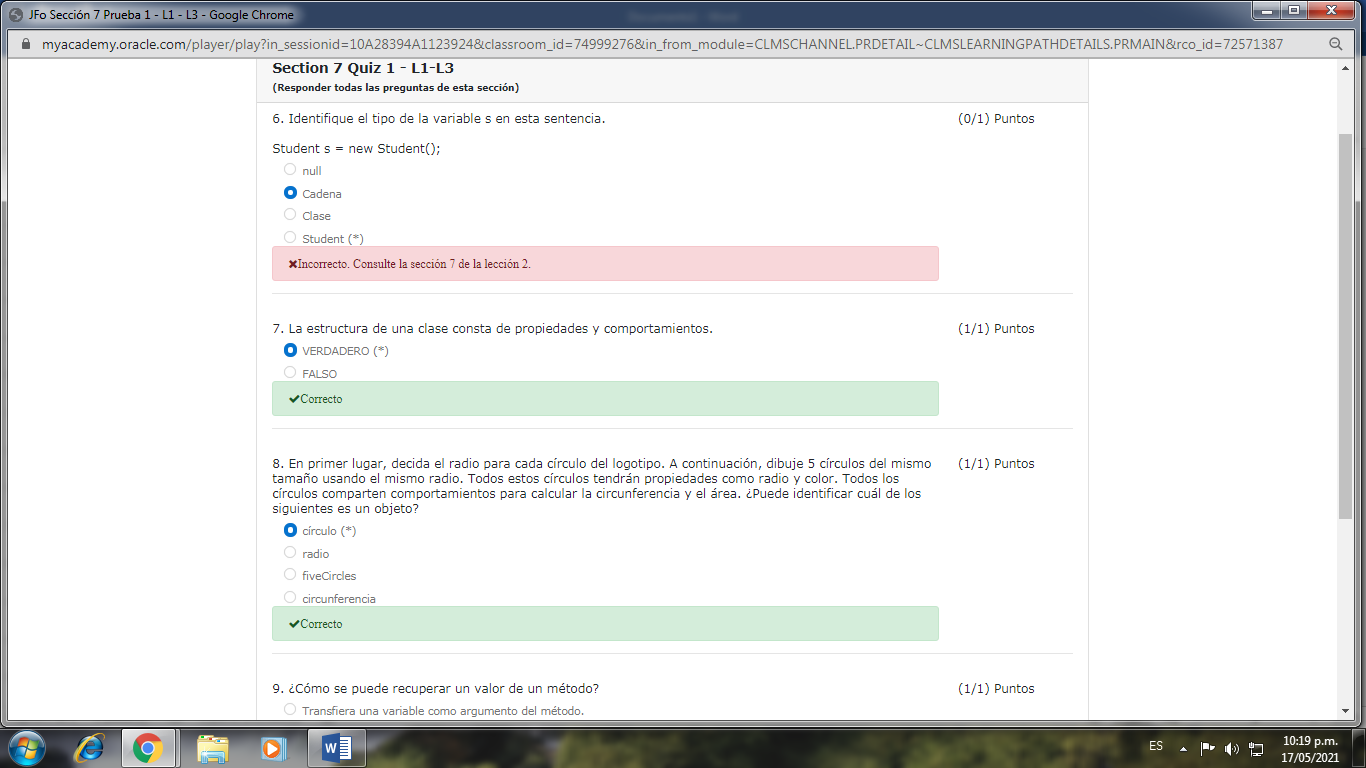 JFo Sección 7 Prueba 1 - L1 - L3 - Google Chrome
myacademy.oracle.com/player/play?in_sessionid=10A28394A1123924&classroom_id=74999276&in_from_module=CLMSCHANNEL.PRDETAIL~CLMSLEARNINGPATHDETAILS.PRMAIN&rco_id=72571387
Section 7 Quiz 1 - L1-L3
(Responder todas las preguntas de esta sección)
6. Identifique el tipo de la variable s en esta sentencia. (0/1) Puntos
Student s = new Student();
null
Cadena
Clase
Student (*)
Incorrecto. Consulte la sección 7 de la lección 2.
7. La estructura de una clase consta de propiedades y comportamientos. (1/1) Puntos
VERDADERO (*)
FALSO
Correcto
8. En primer lugar, decida el radio para cada círculo del logotipo. A continuación, dibuje 5 círculos del mismo (1/1) Puntos
tamaño usando el mismo radio. Todos estos círculos tendrán propiedades como radio y color. Todos los
círculos comparten comportamientos para calcular la circunferencia y el área. ¿Puede identificar cuál de los
siguientes es un objeto?
círculo (*)
radio
fiveCircles
circunferencia
Correcto
9. ¿Cómo se puede recuperar un valor de un método? (1/1) Puntos
Transfiera una variable como argumento del método.
ES
10:19 p.m.
17/05/2021